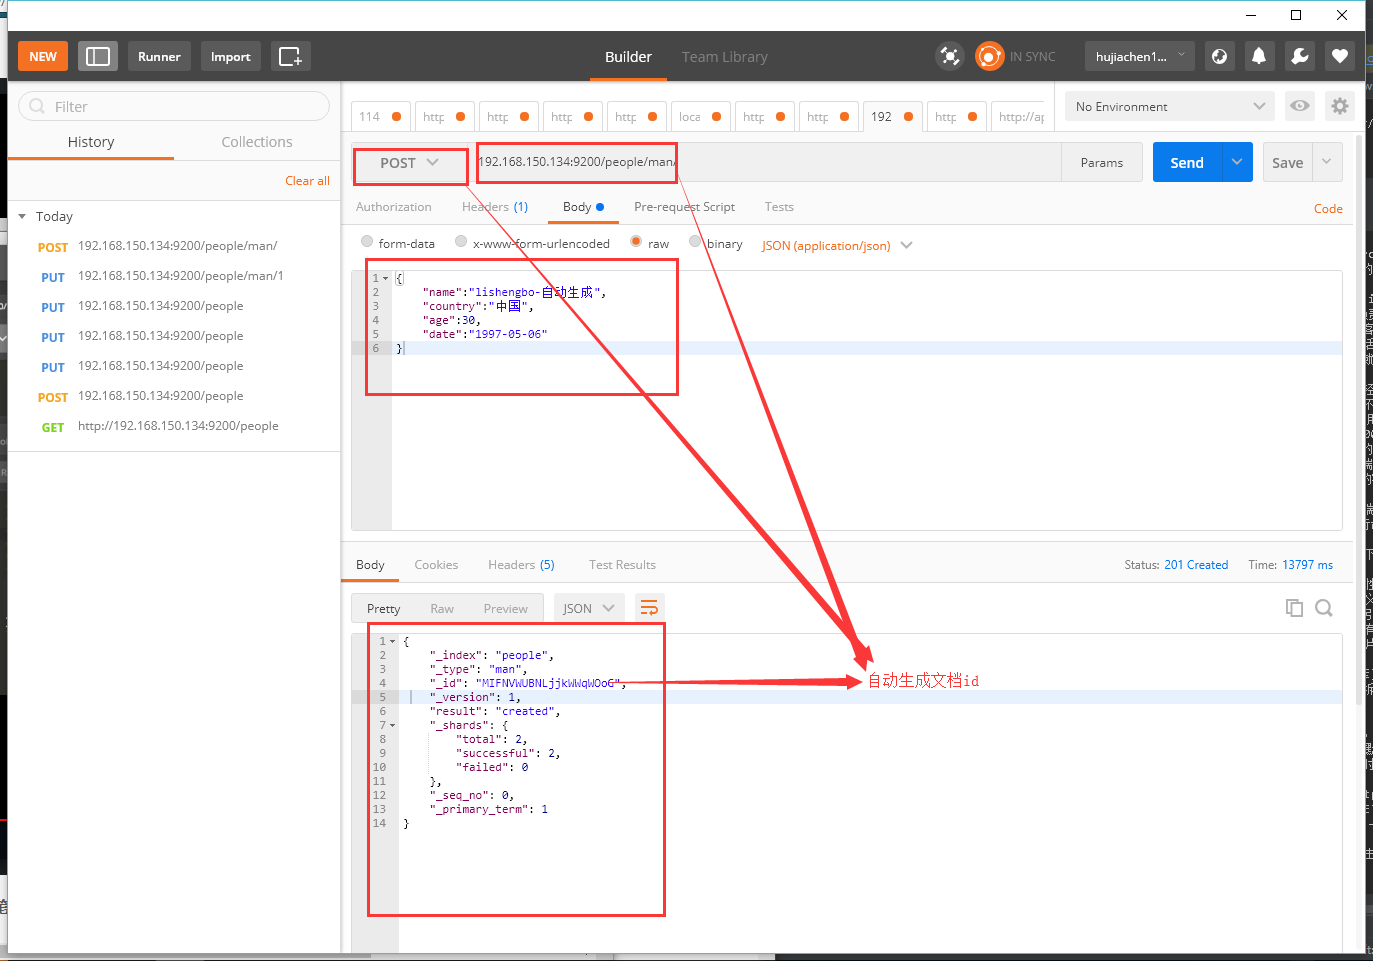 NEW
Runner
Import
Builder
Team Library
IN SYNC
hujiachen1...
Filter
History
Collections
Clear all
Today
POST 192.168.150.134:9200/people/man/
PUT 192.168.150.134:9200/people/man/1
PUT 192.168.150.134:9200/people
PUT 192.168.150.134:9200/people
PUT 192.168.150.134:9200/people
POST 192.168.150.134:9200/people
GET http://192.168.150.134:9200/people
114
http
http
http
http
loca
http
http
192
http
http://ap
No Environment
POST
192.168.150.134:9200/people/man/
Params
Send
Save
Authorization
Headers (1)
Body
Pre-request Script
Tests
Code
form-data
x-www-form-urlencoded
raw
binary
JSON (application/json)
1 {
2 "name":"lishengbo-自动生成",
3 "country":"中国",
4 "age":30,
5 "date":"1997-05-06"
6 }
Body
Cookies
Headers (5)
Test Results
Status: 201 Created
Time: 13797 ms
Pretty
Raw
Preview
JSON
1 {
2 "_index": "people",
3 "_type": "man",
4 "_id": "MIFNVWUBNLjjkWWqWOoG",
5 "_version": 1,
6 "result": "created",
7 "_shards": {
8 "total": 2,
9 "successful": 2,
10 "failed": 0
11 },
12 "_seq_no": 0,
13 "_primary_term": 1
14 }
自动生成文档id